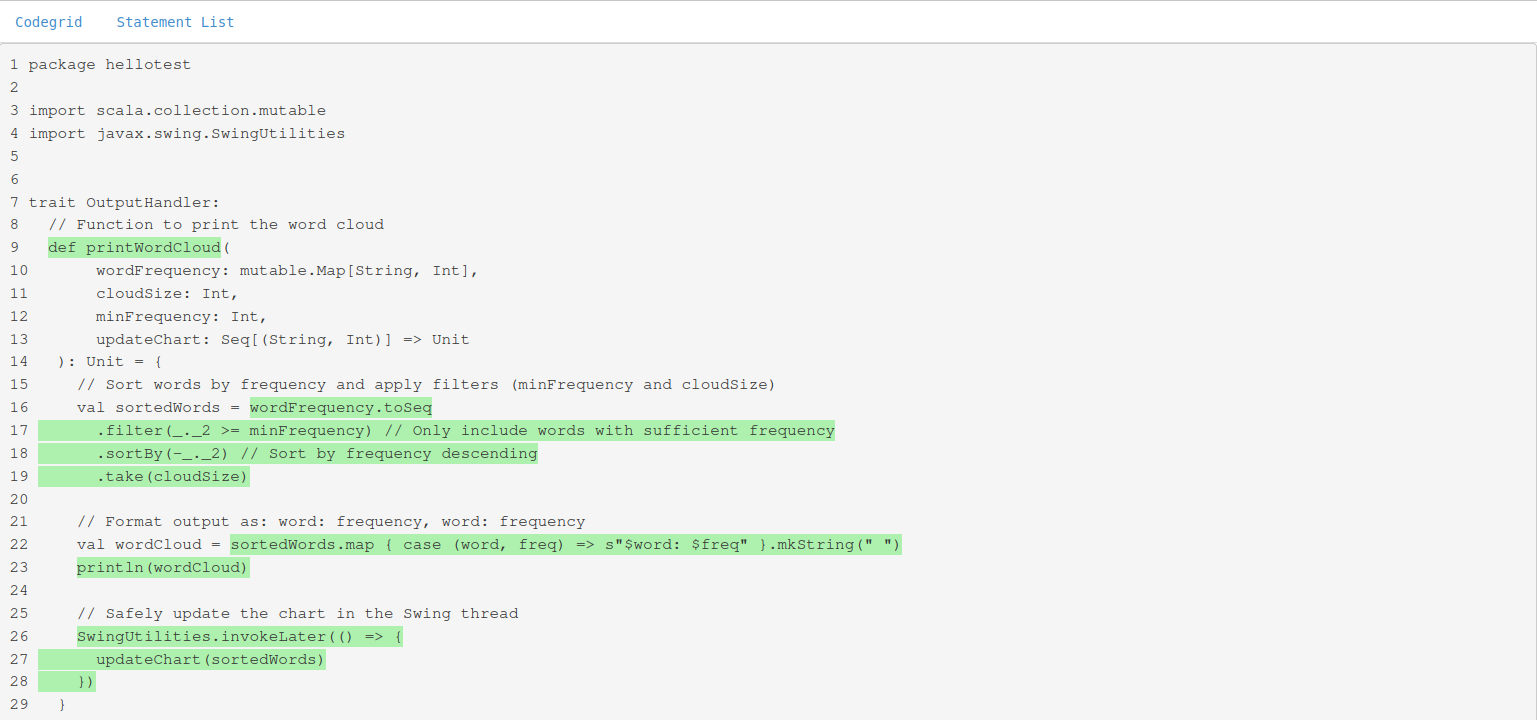 Codegrid    Statement List
1 package hellotest
2
3 import scala.collection.mutable
4 import javax.swing.SwingUtilities
5
6
7 trait OutputHandler:
8   // Function to print the word cloud
9   def printWordCloud(
10       wordFrequency: mutable.Map[String, Int],
11       cloudSize: Int,
12       minFrequency: Int,
13       updateChart: Seq[(String, Int)] => Unit
14   ): Unit = {
15     // Sort words by frequency and apply filters (minFrequency and cloudSize)
16     val sortedWords = wordFrequency.toSeq
17       .filter(_._2 >= minFrequency) // Only include words with sufficient frequency
18       .sortBy(-_._2) // Sort by frequency descending
19       .take(cloudSize)
20
21     // Format output as: word: frequency, word: frequency
22     val wordCloud = sortedWords.map { case (word, freq) => s"$word: $freq" }.mkString(" ")
23     println(wordCloud)
24
25     // Safely update the chart in the Swing thread
26     SwingUtilities.invokeLater(() => {
27       updateChart(sortedWords)
28     })
29   }